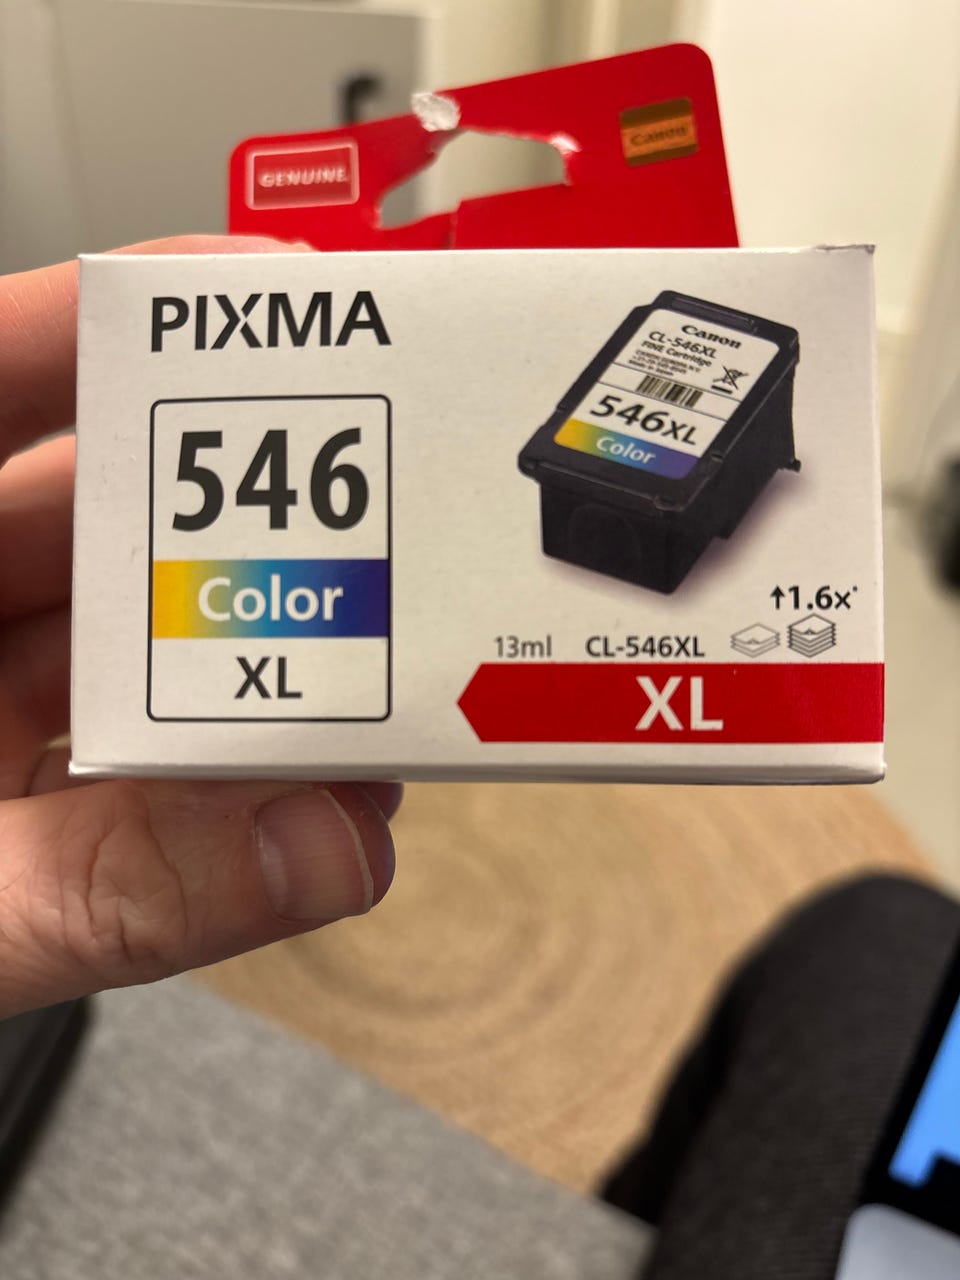 GENUINE
Canon
PIXMA
546
Color
XL
Canon
CL-546XL
FINE Cartridge
546XL
Color
↑1.6x*
13ml CL-546XL
XL